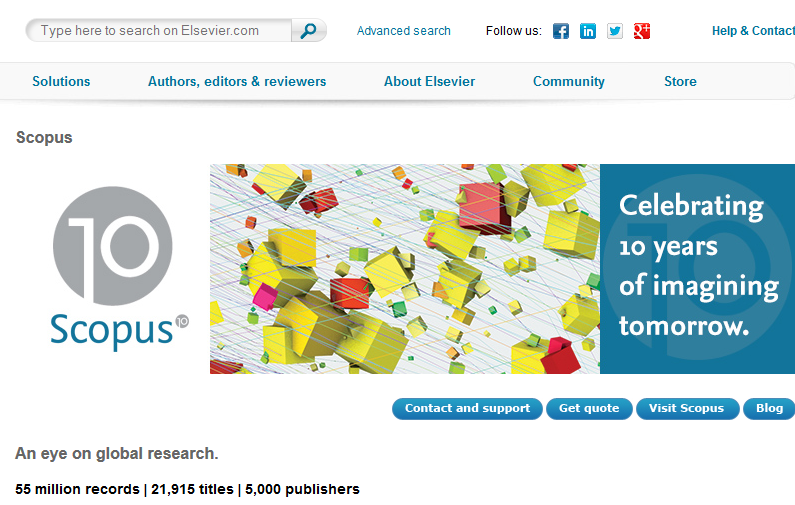 Type here to search on Elsevier.com
Advanced search
Follow us:
Help & Contact
Solutions
Authors, editors & reviewers
About Elsevier
Community
Store
Scopus
10
Scopus10
Celebrating
10 years
of imagining
tomorrow.
Contact and support
Get quote
Visit Scopus
Blog
An eye on global research.
55 million records | 21,915 titles | 5,000 publishers